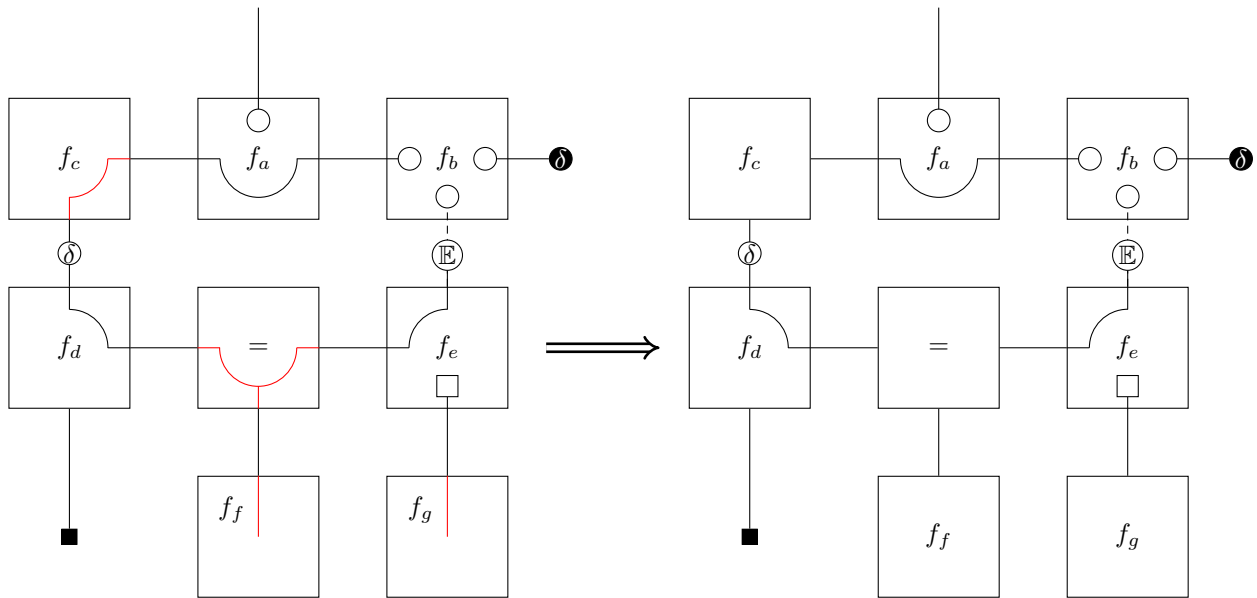 f_c f_a f_b δ f_c f_a f_b δ
δ 𝔼 δ 𝔼
f_d = f_e f_d = f_e
f_f f_g f_f f_g